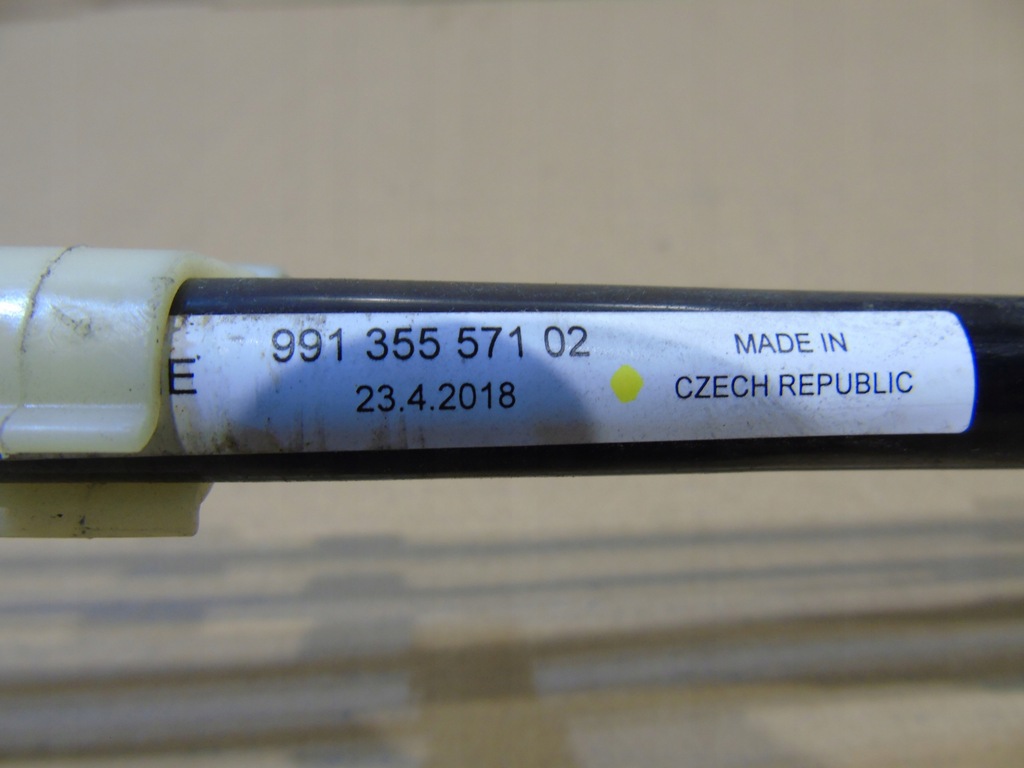 991 355 571 02
E
23.4.2018
MADE IN
CZECH REPUBLIC